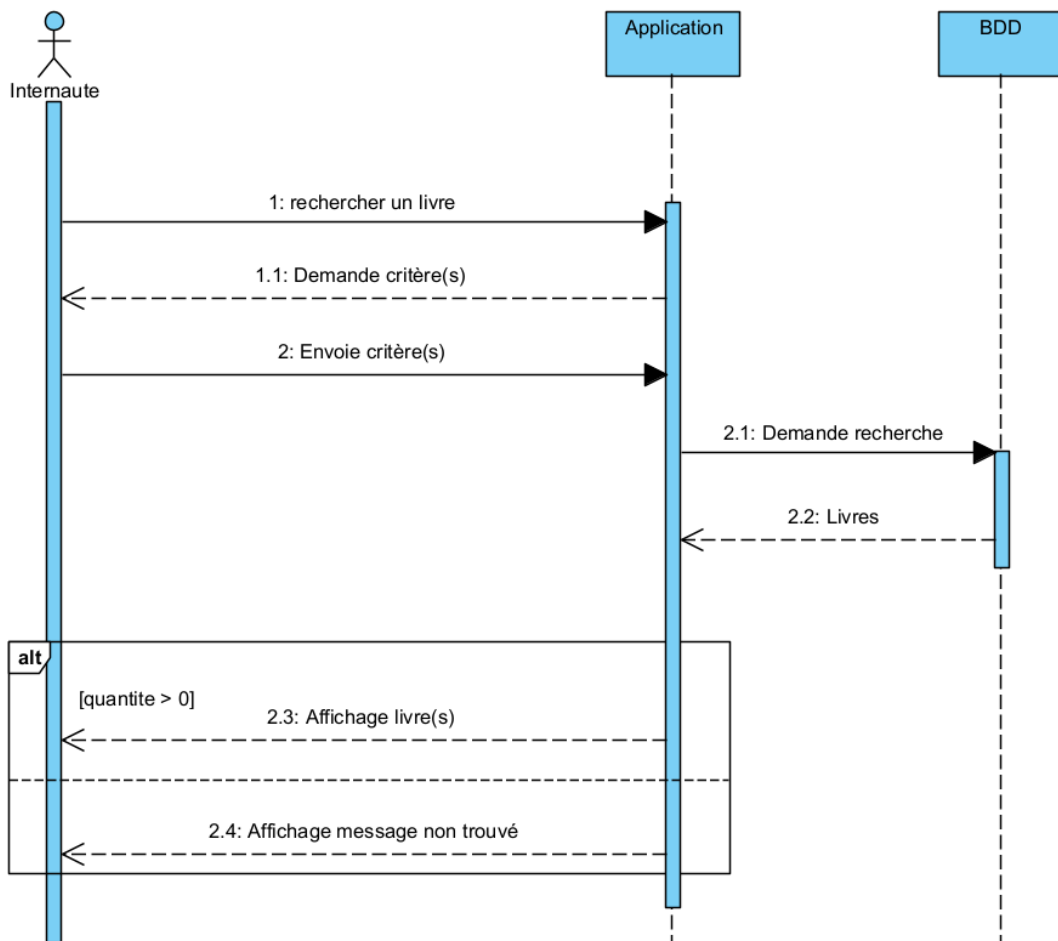 Application
BDD
Internaute
1: rechercher un livre
1.1: Demande critère(s)
2: Envoie critère(s)
2.1: Demande recherche
2.2: Livres
alt
[quantite > 0]
2.3: Affichage livre(s)
2.4: Affichage message non trouvé